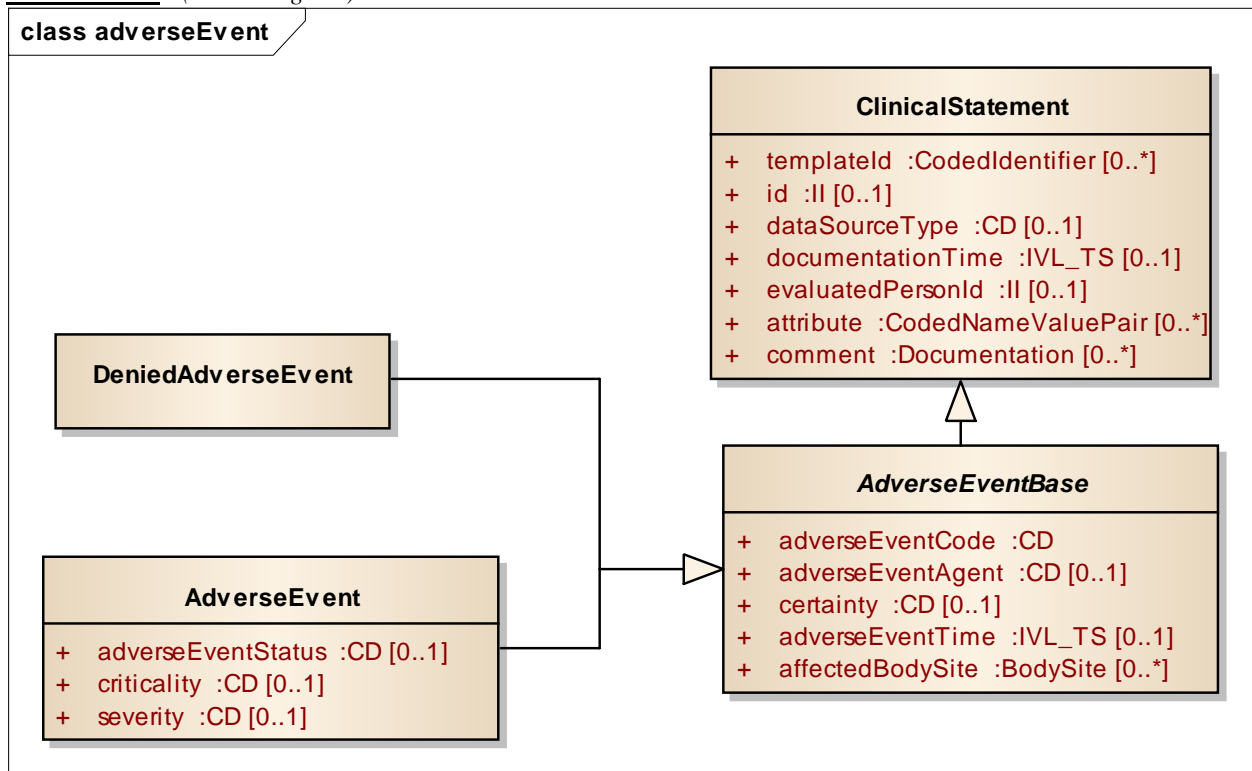 class adverseEvent
ClinicalStatement
+ templateId :CodedIdentifier [0..*]
+ id :II [0..1]
+ dataSourceType :CD [0..1]
+ documentationTime :IVL_TS [0..1]
+ evaluatedPersonId :II [0..1]
+ attribute :CodedNameValuePair [0..*]
+ comment :Documentation [0..*]
DeniedAdverseEvent
AdverseEventBase
+ adverseEventCode :CD
+ adverseEventAgent :CD [0..1]
+ certainty :CD [0..1]
+ adverseEventTime :IVL_TS [0..1]
+ affectedBodySite :BodySite [0..*]
AdverseEvent
+ adverseEventStatus :CD [0..1]
+ criticality :CD [0..1]
+ severity :CD [0..1]